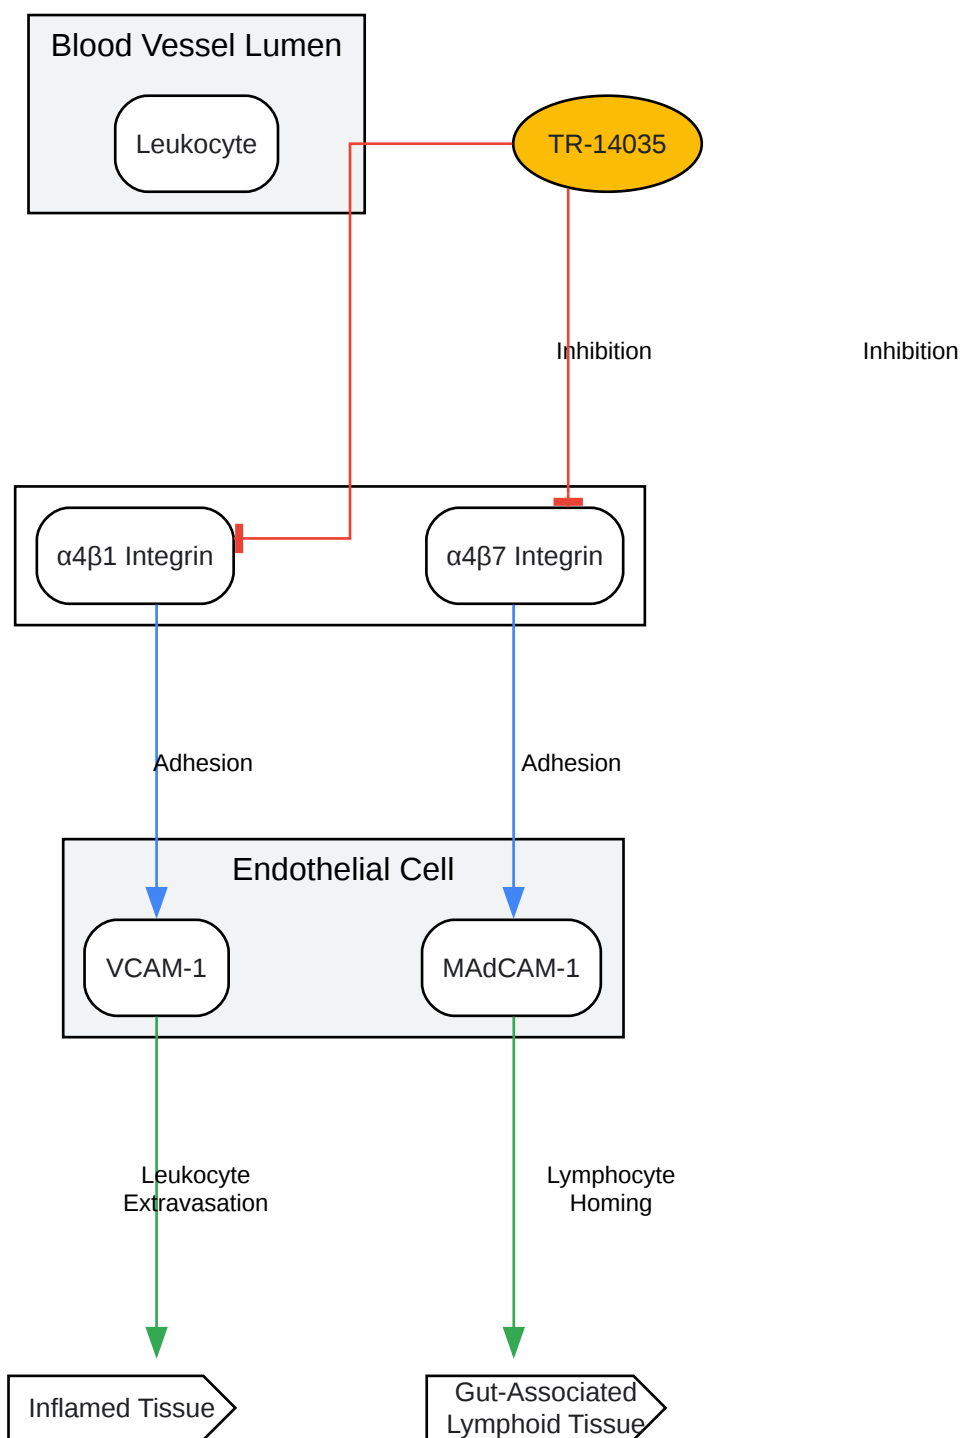 Blood Vessel Lumen
Leukocyte
TR-14035
Inhibition
Inhibition
α4β1 Integrin
α4β7 Integrin
Adhesion
Adhesion
Endothelial Cell
VCAM-1
MAdCAM-1
Leukocyte
Extravasation
Lymphocyte
Homing
Inflamed Tissue
Gut-Associated
Lymphoid Tissue